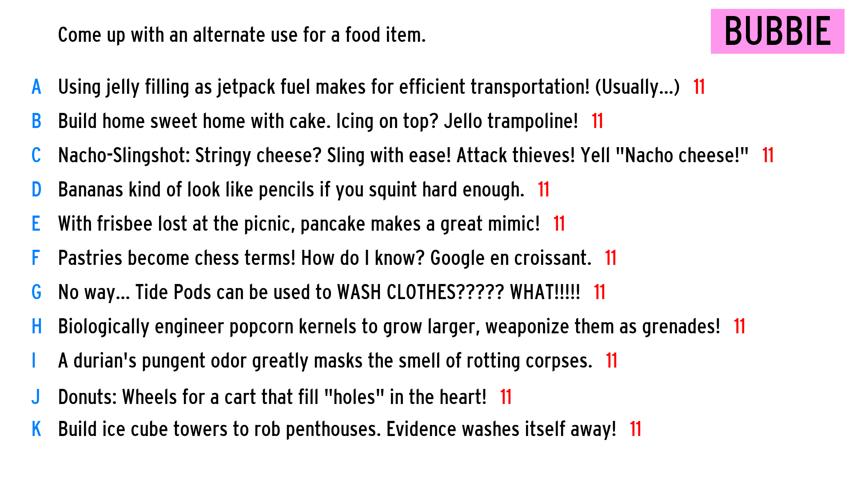 Come up with an alternate use for a food item.
BUBBIE
A Using jelly filling as jetpack fuel makes for efficient transportation! (Usually...) 11
B Build home sweet home with cake. Icing on top? Jello trampoline! 11
C Nacho-Slingshot: Stringy cheese? Sling with ease! Attack thieves! Yell "Nacho cheese!" 11
D Bananas kind of look like pencils if you squint hard enough. 11
E With frisbee lost at the picnic, pancake makes a great mimic! 11
F Pastries become chess terms! How do I know? Google en croissant. 11
G No way... Tide Pods can be used to WASH CLOTHES????? WHAT!!!!! 11
H Biologically engineer popcorn kernels to grow larger, weaponize them as grenades! 11
I A durian's pungent odor greatly masks the smell of rotting corpses. 11
J Donuts: Wheels for a cart that fill "holes" in the heart! 11
K Build ice cube towers to rob penthouses. Evidence washes itself away! 11